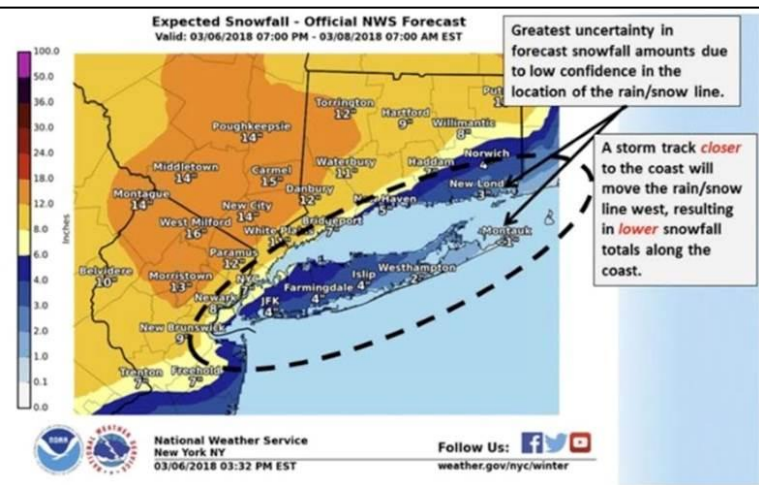 Expected Snowfall - Official NWS Forecast
Valid: 03/06/2018 07:00 PM - 03/08/2018 07:00 AM EST
Greatest uncertainty in
forecast snowfall amounts due
to low confidence in the
location of the rain/snow line.
A storm track closer
to the coast will
move the rain/snow
line west, resulting
in lower snowfall
totals along the
coast.
Inches
100.0
50.0
36.0
30.0
24.0
18.0
12.0
8.0
6.0
4.0
3.0
2.0
1.0
0.1
0.0
Torrington
12"
Hartford
9"
Willimantic
8"
Poughkeepsie
14"
Middletown
14"
Carmel
15"
Waterbury
11"
Haddam
Norwich
4"
Montague
14"
Danbury
12"
New Lond
3"
New City
14"
West Milford
16"
Bridgeport
7"
Haven
White
Montauk
Paramus
12"
Belvidere
10"
Morristown
13"
NYC
7"
Westhampton
2"
Islip
4"
Farmingdale
4"
Newark
8"
JFK
4"
New Brunswick
9"
Trenton
7"
Freehold
7"
NOAA
National Weather Service
New York NY
03/06/2018 03:32 PM EST
Follow Us:
weather.gov/nyc/winter